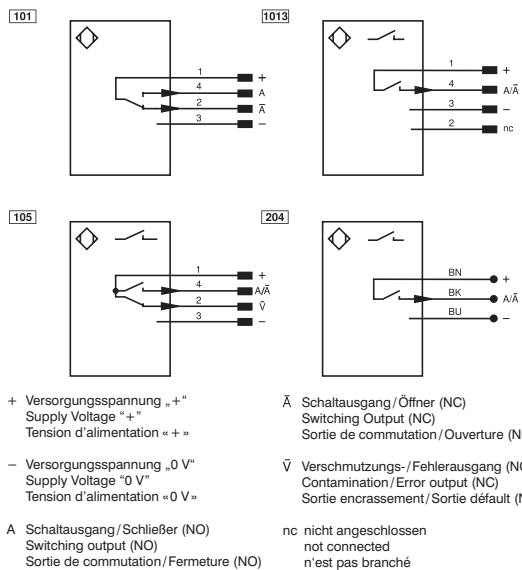 101
1
+
4
A
2
Ā
3
–
1013
1
+
4
A/Ā
3
–
2
nc
105
1
+
4
A/Ā
2
V̄
3
–
204
BN
+
BK
A/Ā
BU
–
+ Versorgungsspannung „+“
Supply Voltage “+”
Tension d’alimentation «+»
– Versorgungsspannung „0 V“
Supply Voltage “0 V”
Tension d’alimentation «0 V»
A Schaltausgang/Schließer (NO)
Switching output (NO)
Sortie de commutation/Fermeture (NO)
Ā Schaltausgang/Öffner (NC)
Switching Output (NC)
Sortie de commutation/Ouverture
V̄ Verschmutzungs-/Fehlerausgang
Contamination/Error output (NC)
Sortie encrassement/Sortie défault
nc nicht angeschlossen
not connected
n‘est pas branché